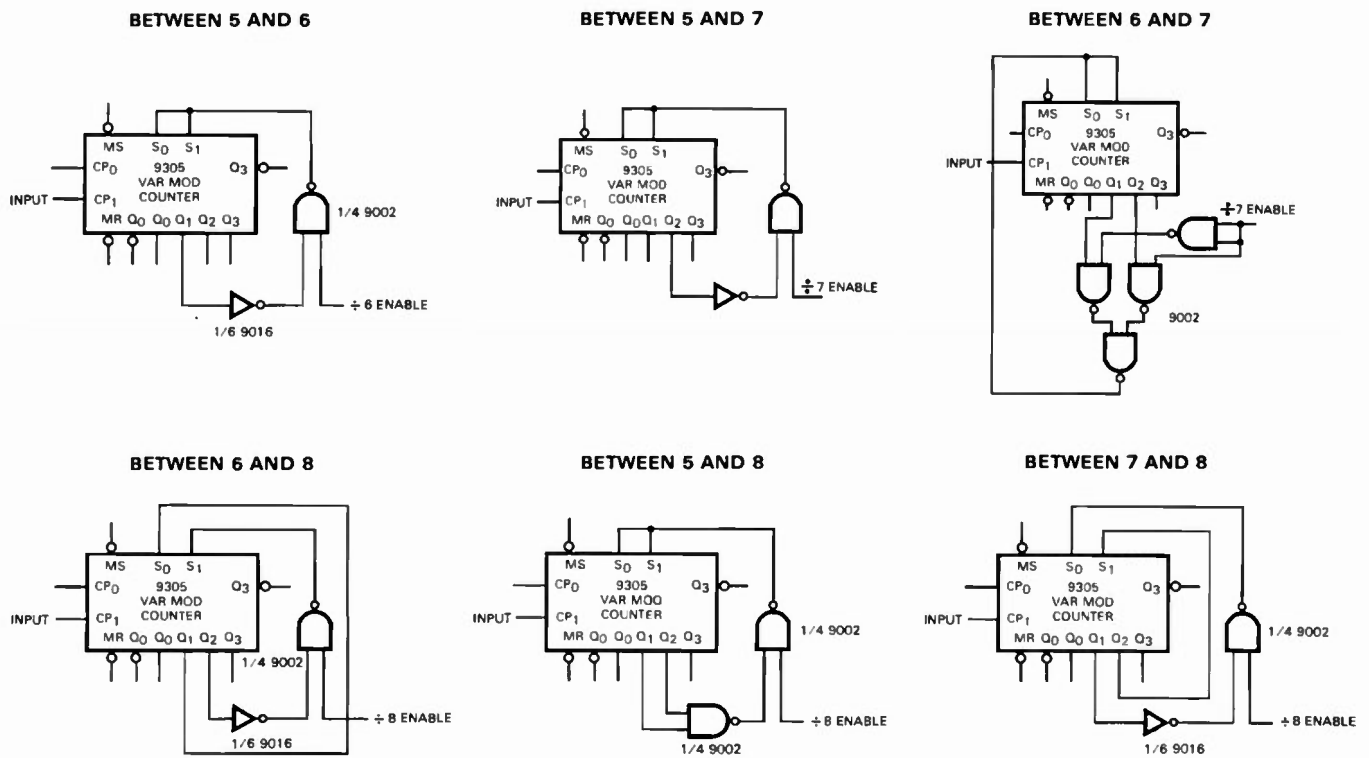 BETWEEN 5 AND 6
MS S0 S1
CP0 9305 Q3
VAR MOD
INPUT CP1 COUNTER
MR Q0 Q0 Q1 Q2 Q3
1/4 9002
÷ 6 ENABLE
1/6 9016
BETWEEN 5 AND 7
MS S0 S1
CP0 9305 Q3
VAR MOD
INPUT CP1 COUNTER
MR Q0 Q0 Q1 Q2 Q3
÷ 7 ENABLE
BETWEEN 6 AND 7
MS S0 S1
CP0 9305 Q3
VAR MOD
INPUT CP1 COUNTER
MR Q0 Q0 Q1 Q2 Q3
÷ 7 ENABLE
9002
BETWEEN 6 AND 8
MS S0 S1
CP0 9305 Q3
VAR MOD
INPUT CP1 COUNTER
MR Q0 Q0 Q1 Q2 Q3
1/4 9002
÷ 8 ENABLE
1/6 9016
BETWEEN 5 AND 8
MS S0 S1
CP0 9305 Q3
VAR MOD
INPUT CP1 COUNTER
MR Q0 Q0 Q1 Q2 Q3
1/4 9002
÷ 8 ENABLE
1/4 9002
BETWEEN 7 AND 8
MS S0 S1
CP0 9305 Q3
VAR MOD
INPUT CP1 COUNTER
MR Q0 Q0 Q1 Q2 Q3
1/4 9002
÷ 8 ENABLE
1/6 9016